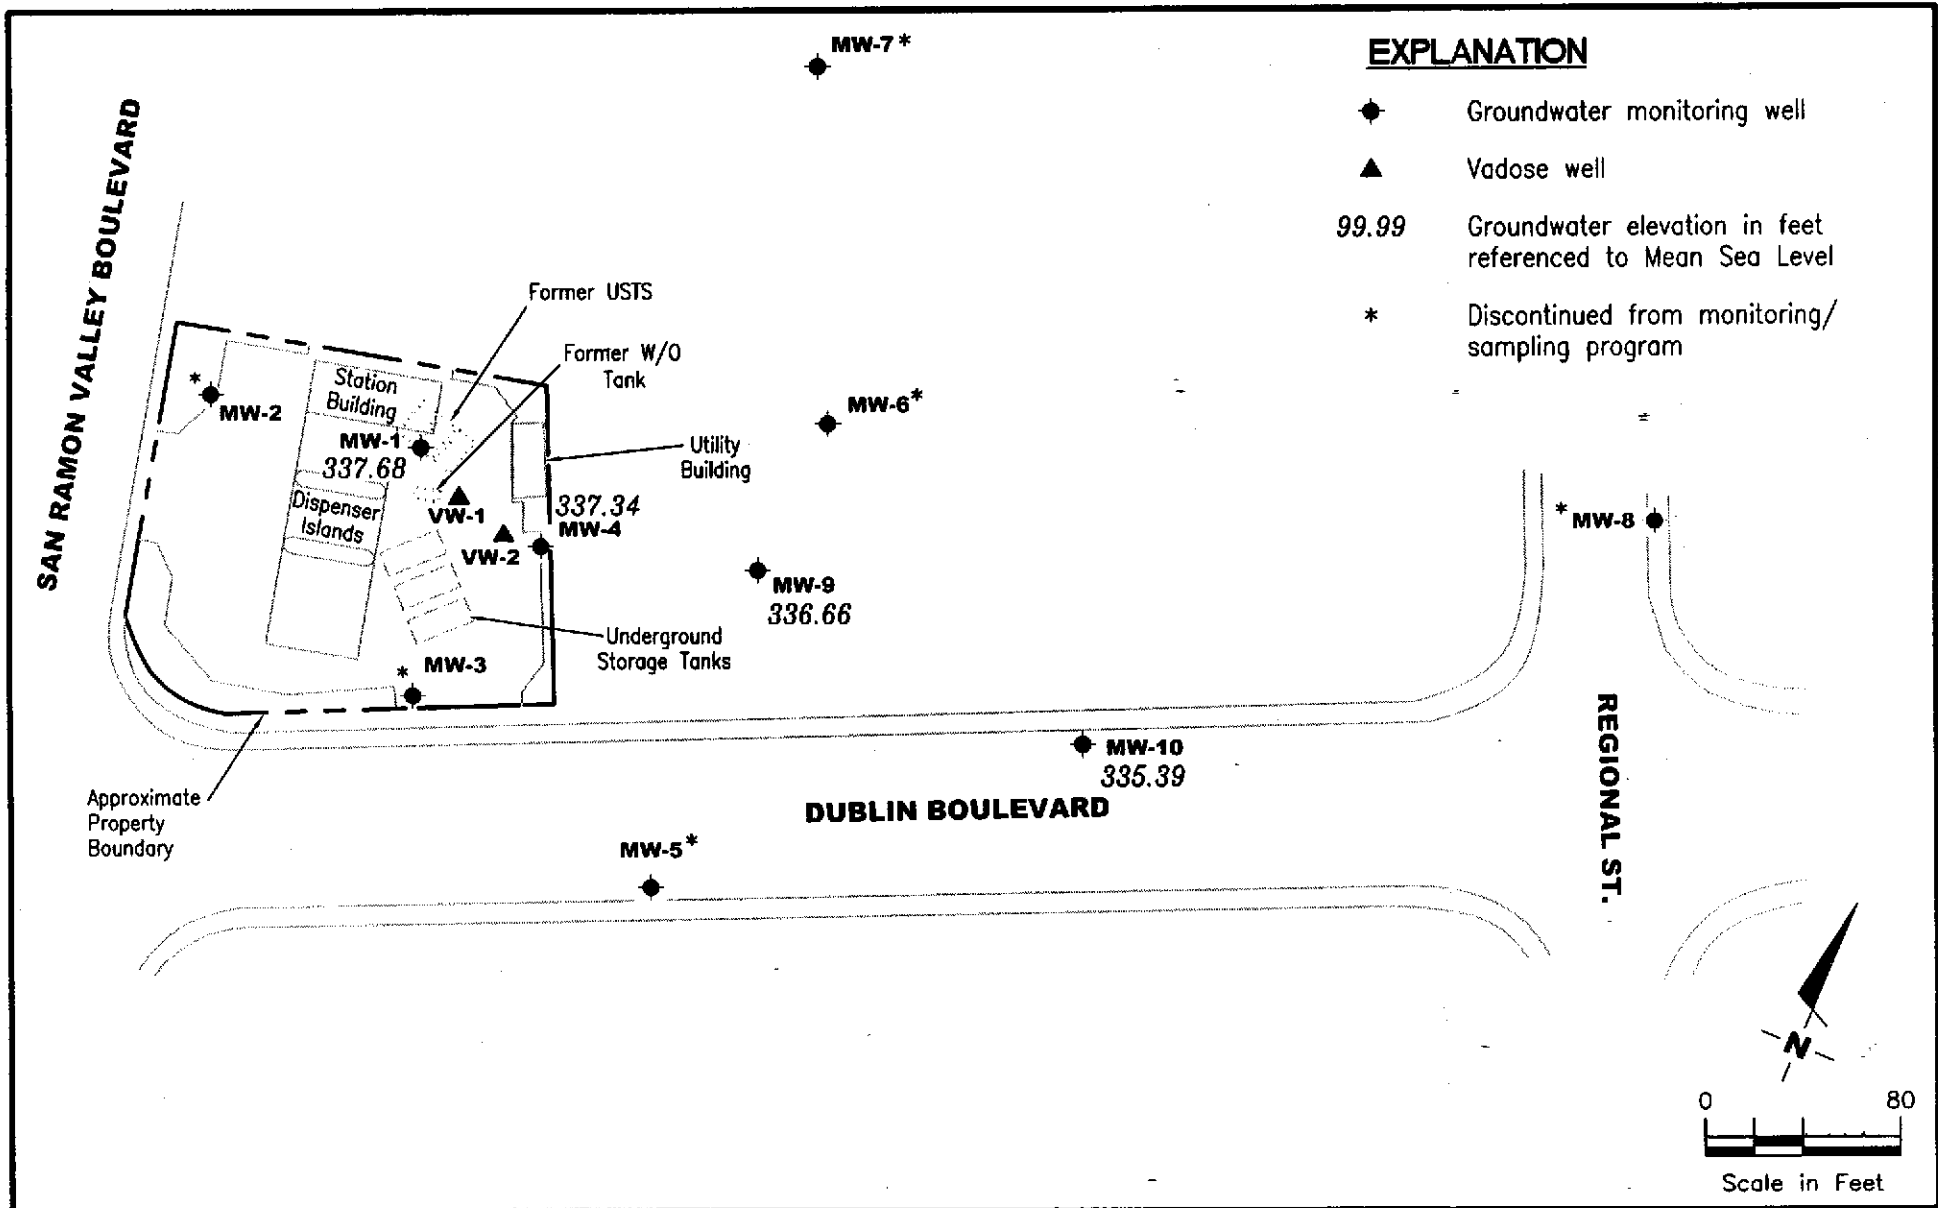 MW-7*
EXPLANATION
Groundwater monitoring well
Vadose well
99.99 Groundwater elevation in feet
referenced to Mean Sea Level
* Discontinued from monitoring/
sampling program
SAN RAMON VALLEY BOULEVARD
Former USTS
Former W/O
Tank
Station
Building
*
MW-2
MW-6*
MW-1
337.68
Utility
Building
Dispenser
Islands
VW-1
337.34
MW-4
VW-2
* MW-8
MW-9
336.66
Underground
Storage Tanks
* MW-3
REGIONAL ST.
MW-10
335.39
Approximate
Property
Boundary
DUBLIN BOULEVARD
MW-5*
N
0 80
Scale in Feet